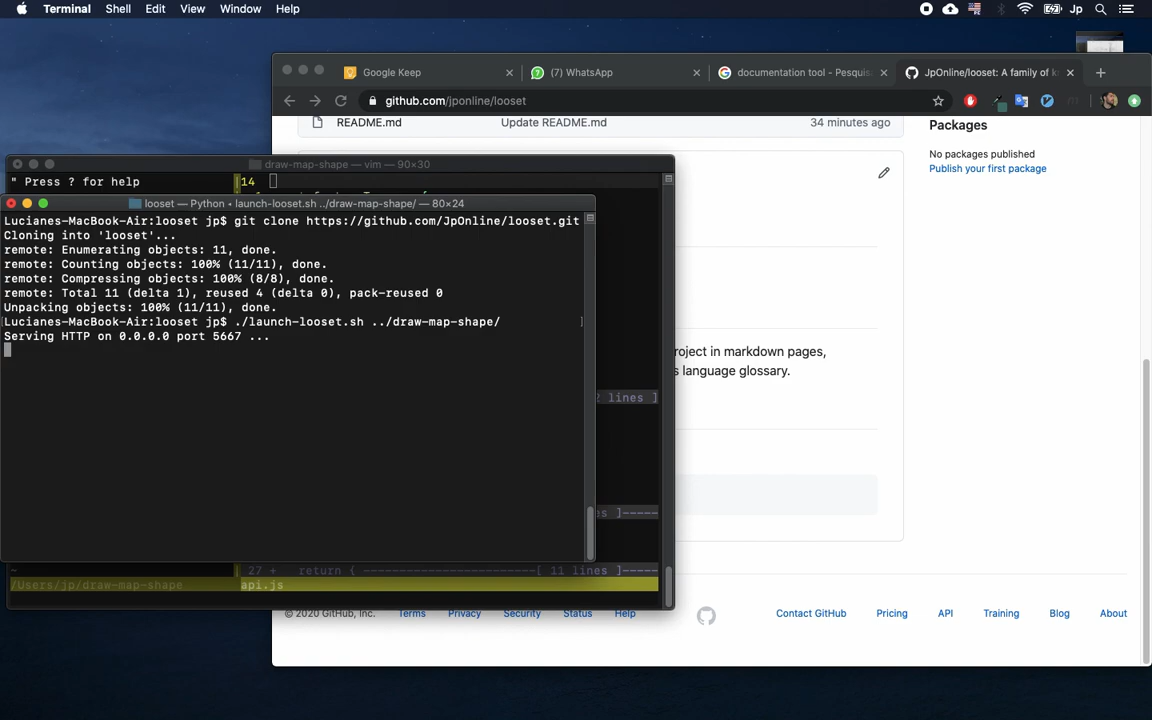 Terminal Shell Edit View Window Help Jp
Google Keep
(7) WhatsApp
documentation tool - Pesquis
JpOnline/looset: A family of k
github.com/jponline/looset
README.md Update README.md 34 minutes ago
Packages
No packages published
Publish your first package
draw-map-shape — vim — 90×30
" Press ? for help |14
looset — Python • launch-looset.sh ../draw-map-shape/ — 80×24
Lucianes-MacBook-Air:looset jp$ git clone https://github.com/JpOnline/looset.git
Cloning into 'looset'...
remote: Enumerating objects: 11, done.
remote: Counting objects: 100% (11/11), done.
remote: Compressing objects: 100% (8/8), done.
remote: Total 11 (delta 1), reused 4 (delta 0), pack-reused 0
Unpacking objects: 100% (11/11), done.
[Lucianes-MacBook-Air:looset jp$ ./launch-looset.sh ../draw-map-shape/ ]
Serving HTTP on 0.0.0.0 port 5667 ...
roject in markdown pages,
s language glossary.
2 lines ]
es ]-----
~ | 27 + return { ------------------------[ 11 lines ]-----
/Users/jp/draw-map-shape api.js
© 2020 GitHub, Inc. Terms Privacy Security Status Help Contact GitHub Pricing API Training Blog About